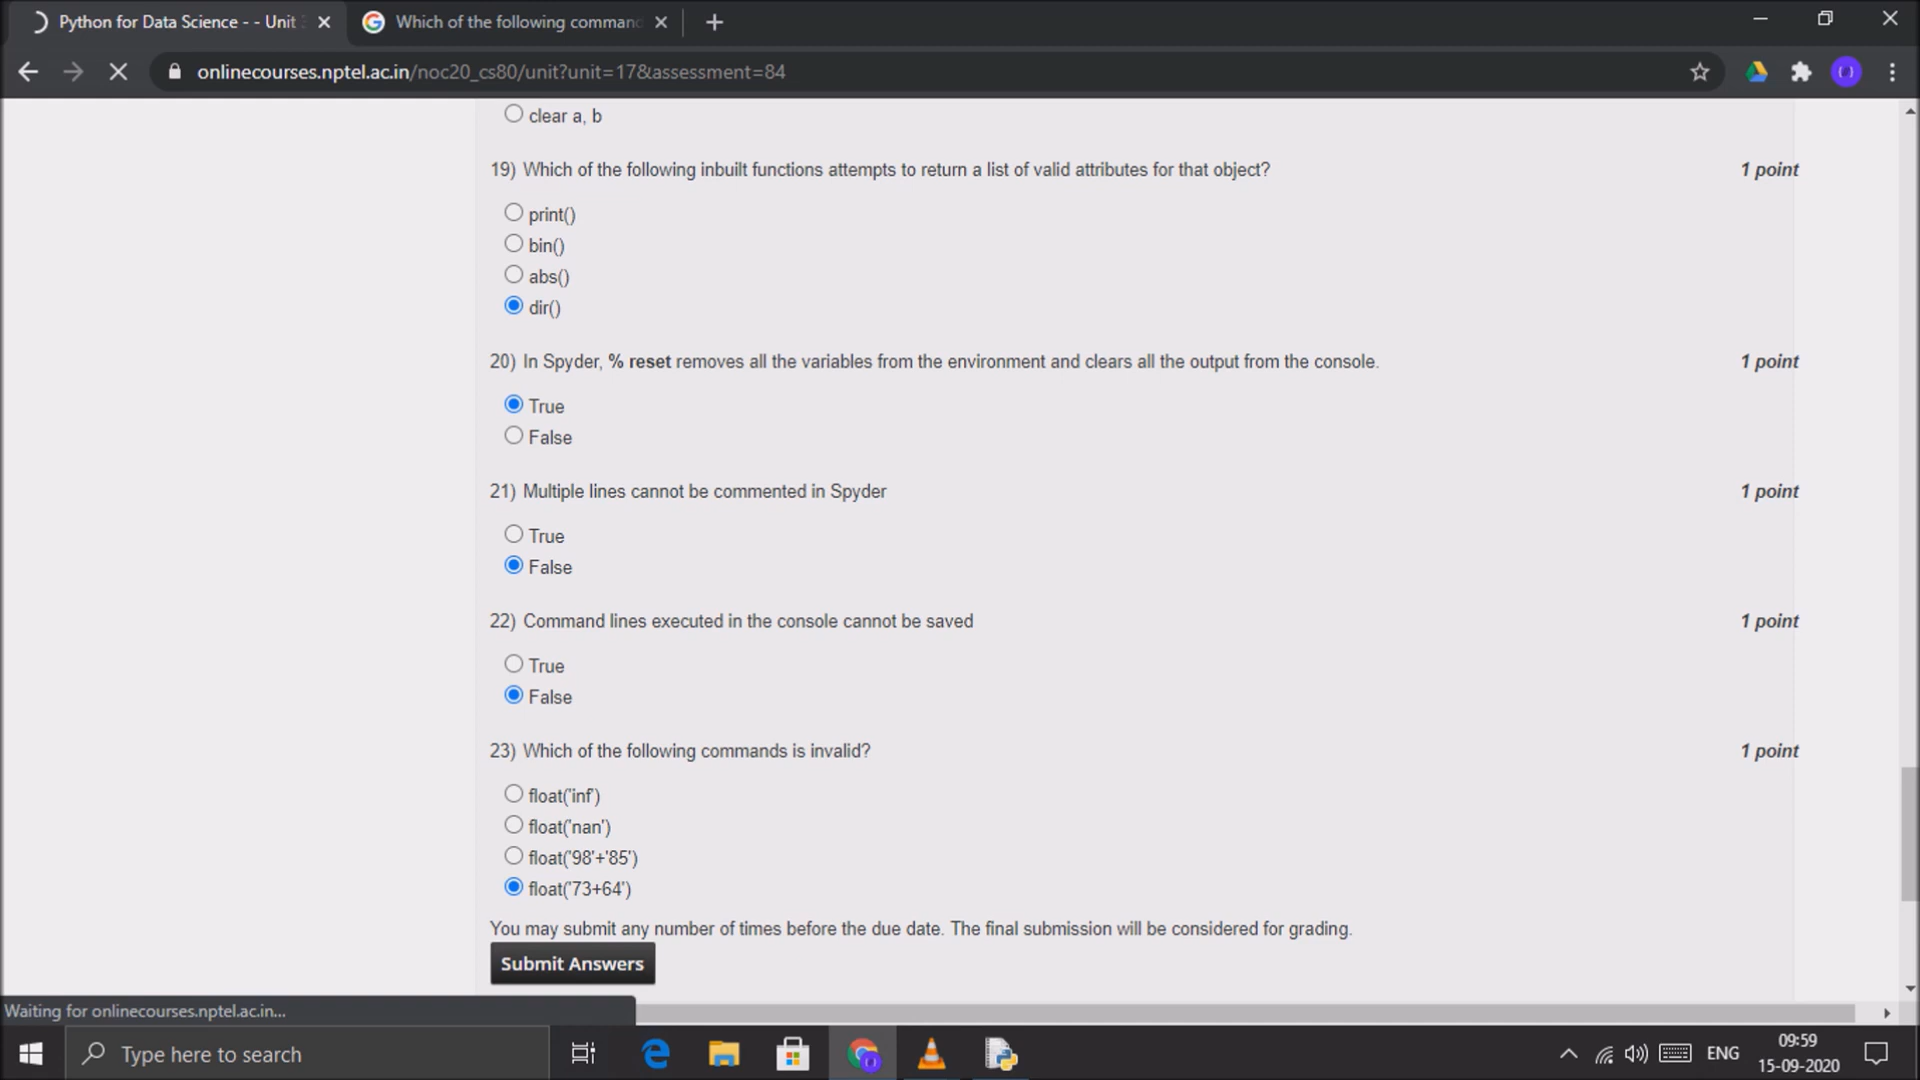 Python for Data Science - - Unit
Which of the following comman
onlinecourses.nptel.ac.in/noc20_cs80/unit?unit=17&assessment=84
clear a, b
19) Which of the following inbuilt functions attempts to return a list of valid attributes for that object? 1 point
print()
bin()
abs()
dir()
20) In Spyder, % reset removes all the variables from the environment and clears all the output from the console. 1 point
True
False
21) Multiple lines cannot be commented in Spyder 1 point
True
False
22) Command lines executed in the console cannot be saved 1 point
True
False
23) Which of the following commands is invalid? 1 point
float('inf')
float('nan')
float('98'+'85')
float('73+64')
You may submit any number of times before the due date. The final submission will be considered for grading.
Submit Answers
Waiting for onlinecourses.nptel.ac.in...
Type here to search
ENG
09:59
15-09-2020